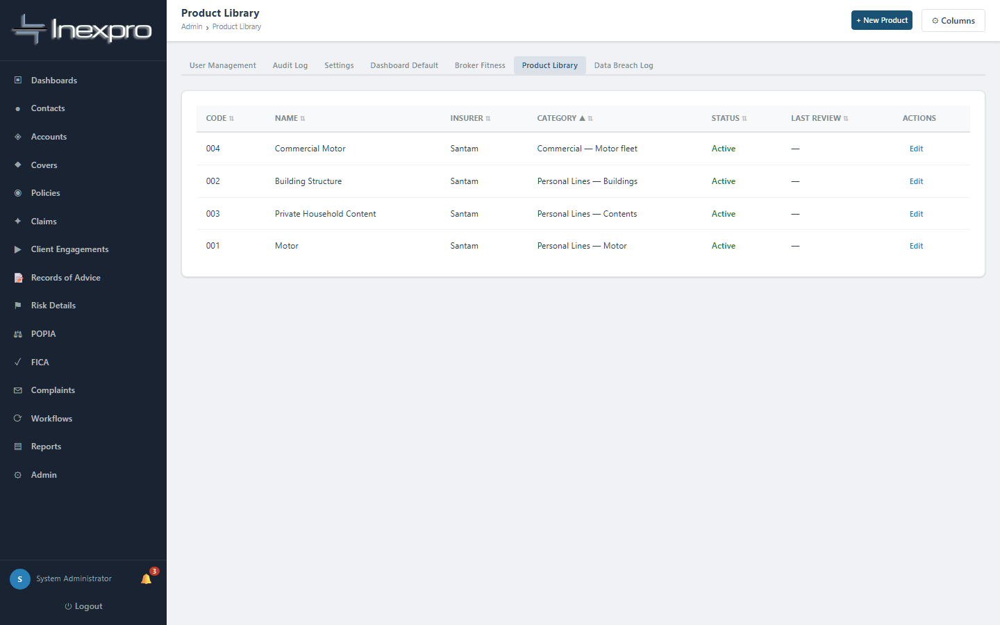 Inexpro
Dashboards
Contacts
Accounts
Covers
Policies
Claims
Client Engagements
Records of Advice
Risk Details
POPIA
FICA
Complaints
Workflows
Reports
Admin
S System Administrator 3
Logout
Product Library
Admin › Product Library
+ New Product Columns
User Management Audit Log Settings Dashboard Default Broker Fitness Product Library Data Breach Log
CODE NAME INSURER CATEGORY ▲ STATUS LAST REVIEW ACTIONS
004 Commercial Motor Santam Commercial — Motor fleet Active — Edit
002 Building Structure Santam Personal Lines — Buildings Active — Edit
003 Private Household Content Santam Personal Lines — Contents Active — Edit
001 Motor Santam Personal Lines — Motor Active — Edit